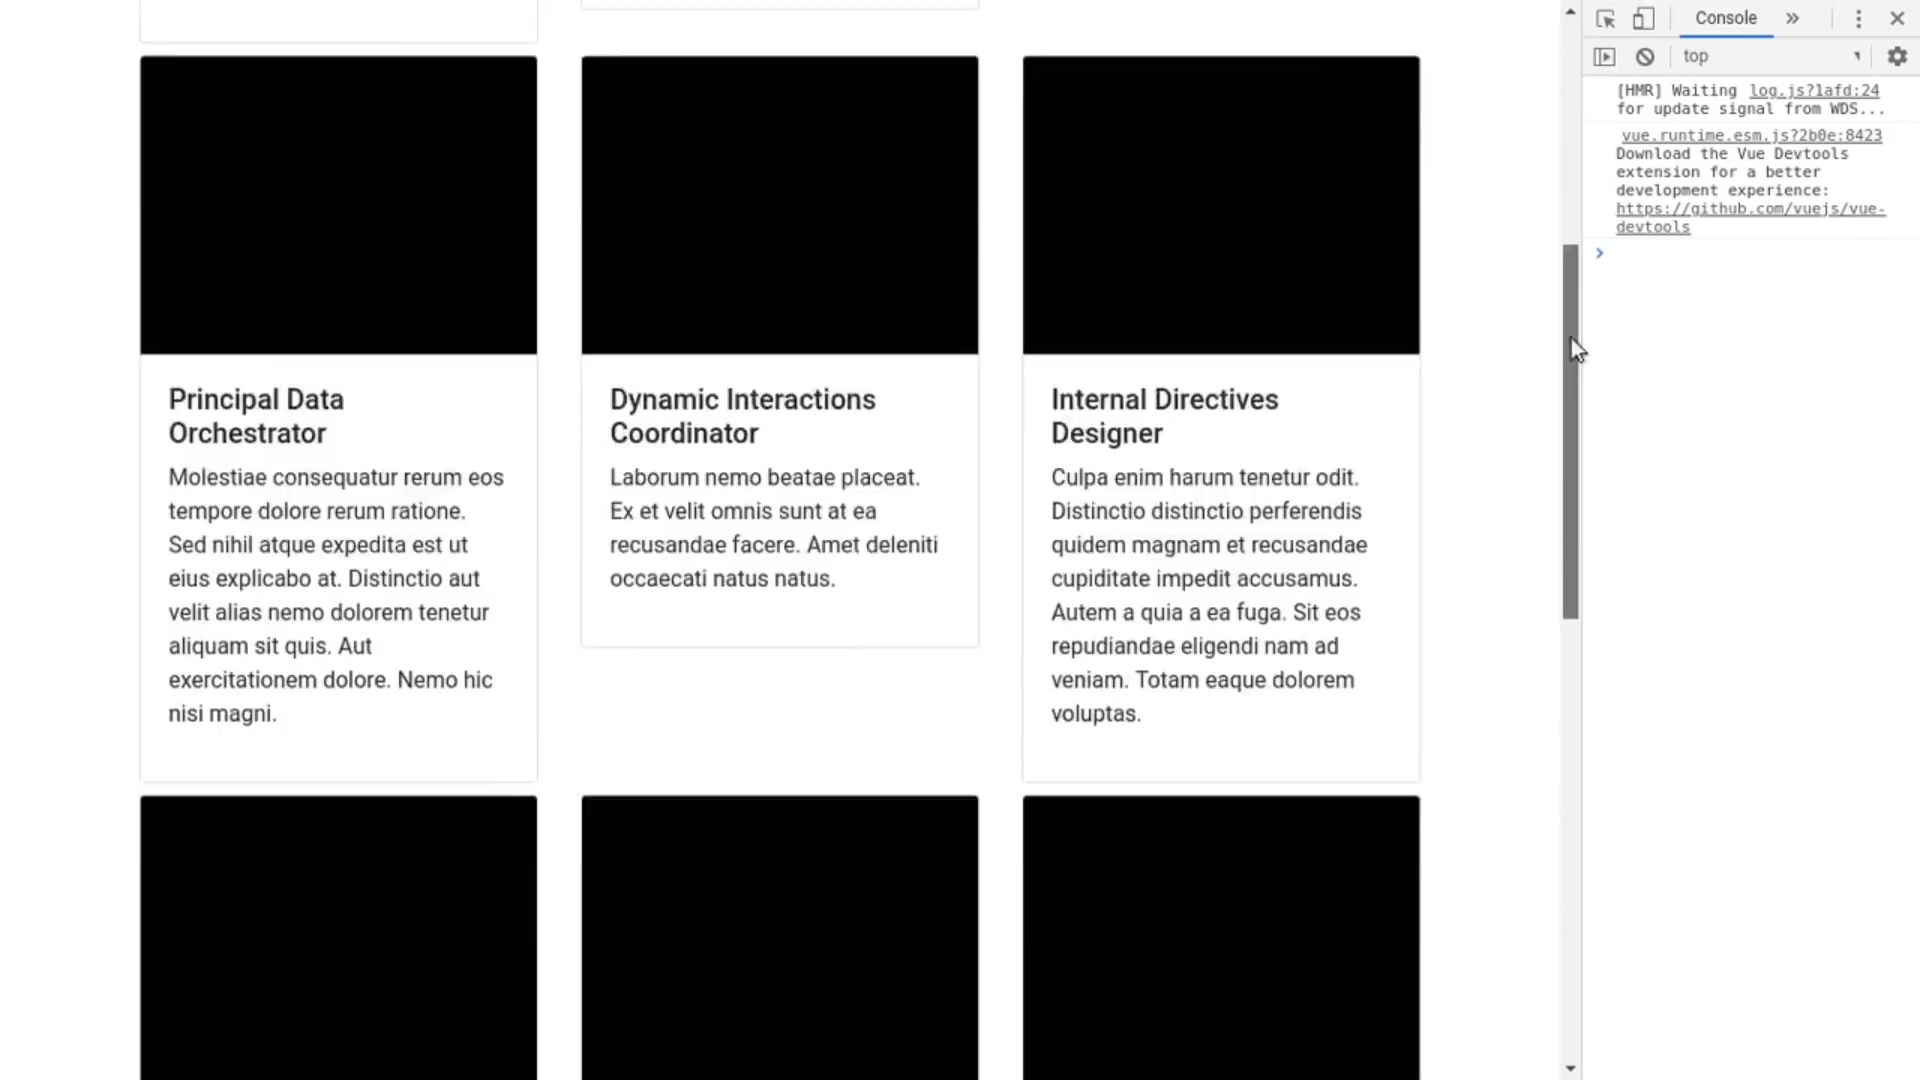 Principal Data
Orchestrator
Molestiae consequatur rerum eos
tempore dolore rerum ratione.
Sed nihil atque expedita est ut
eius explicabo at. Distinctio aut
velit alias nemo dolorem tenetur
aliquam sit quis. Aut
exercitationem dolore. Nemo hic
nisi magni.
Dynamic Interactions
Coordinator
Laborum nemo beatae placeat.
Ex et velit omnis sunt at ea
recusandae facere. Amet deleniti
occaecati natus natus.
Internal Directives
Designer
Culpa enim harum tenetur odit.
Distinctio distinctio perferendis
quidem magnam et recusandae
cupiditate impedit accusamus.
Autem a quia a ea fuga. Sit eos
repudiandae eligendi nam ad
veniam. Totam eaque dolorem
voluptas.
Console
top
[HMR] Waiting log.js?1afd:24
for update signal from WDS...
vue.runtime.esm.js?2b0e:8423
Download the Vue Devtools
extension for a better
development experience:
https://github.com/vuejs/vue-
devtools